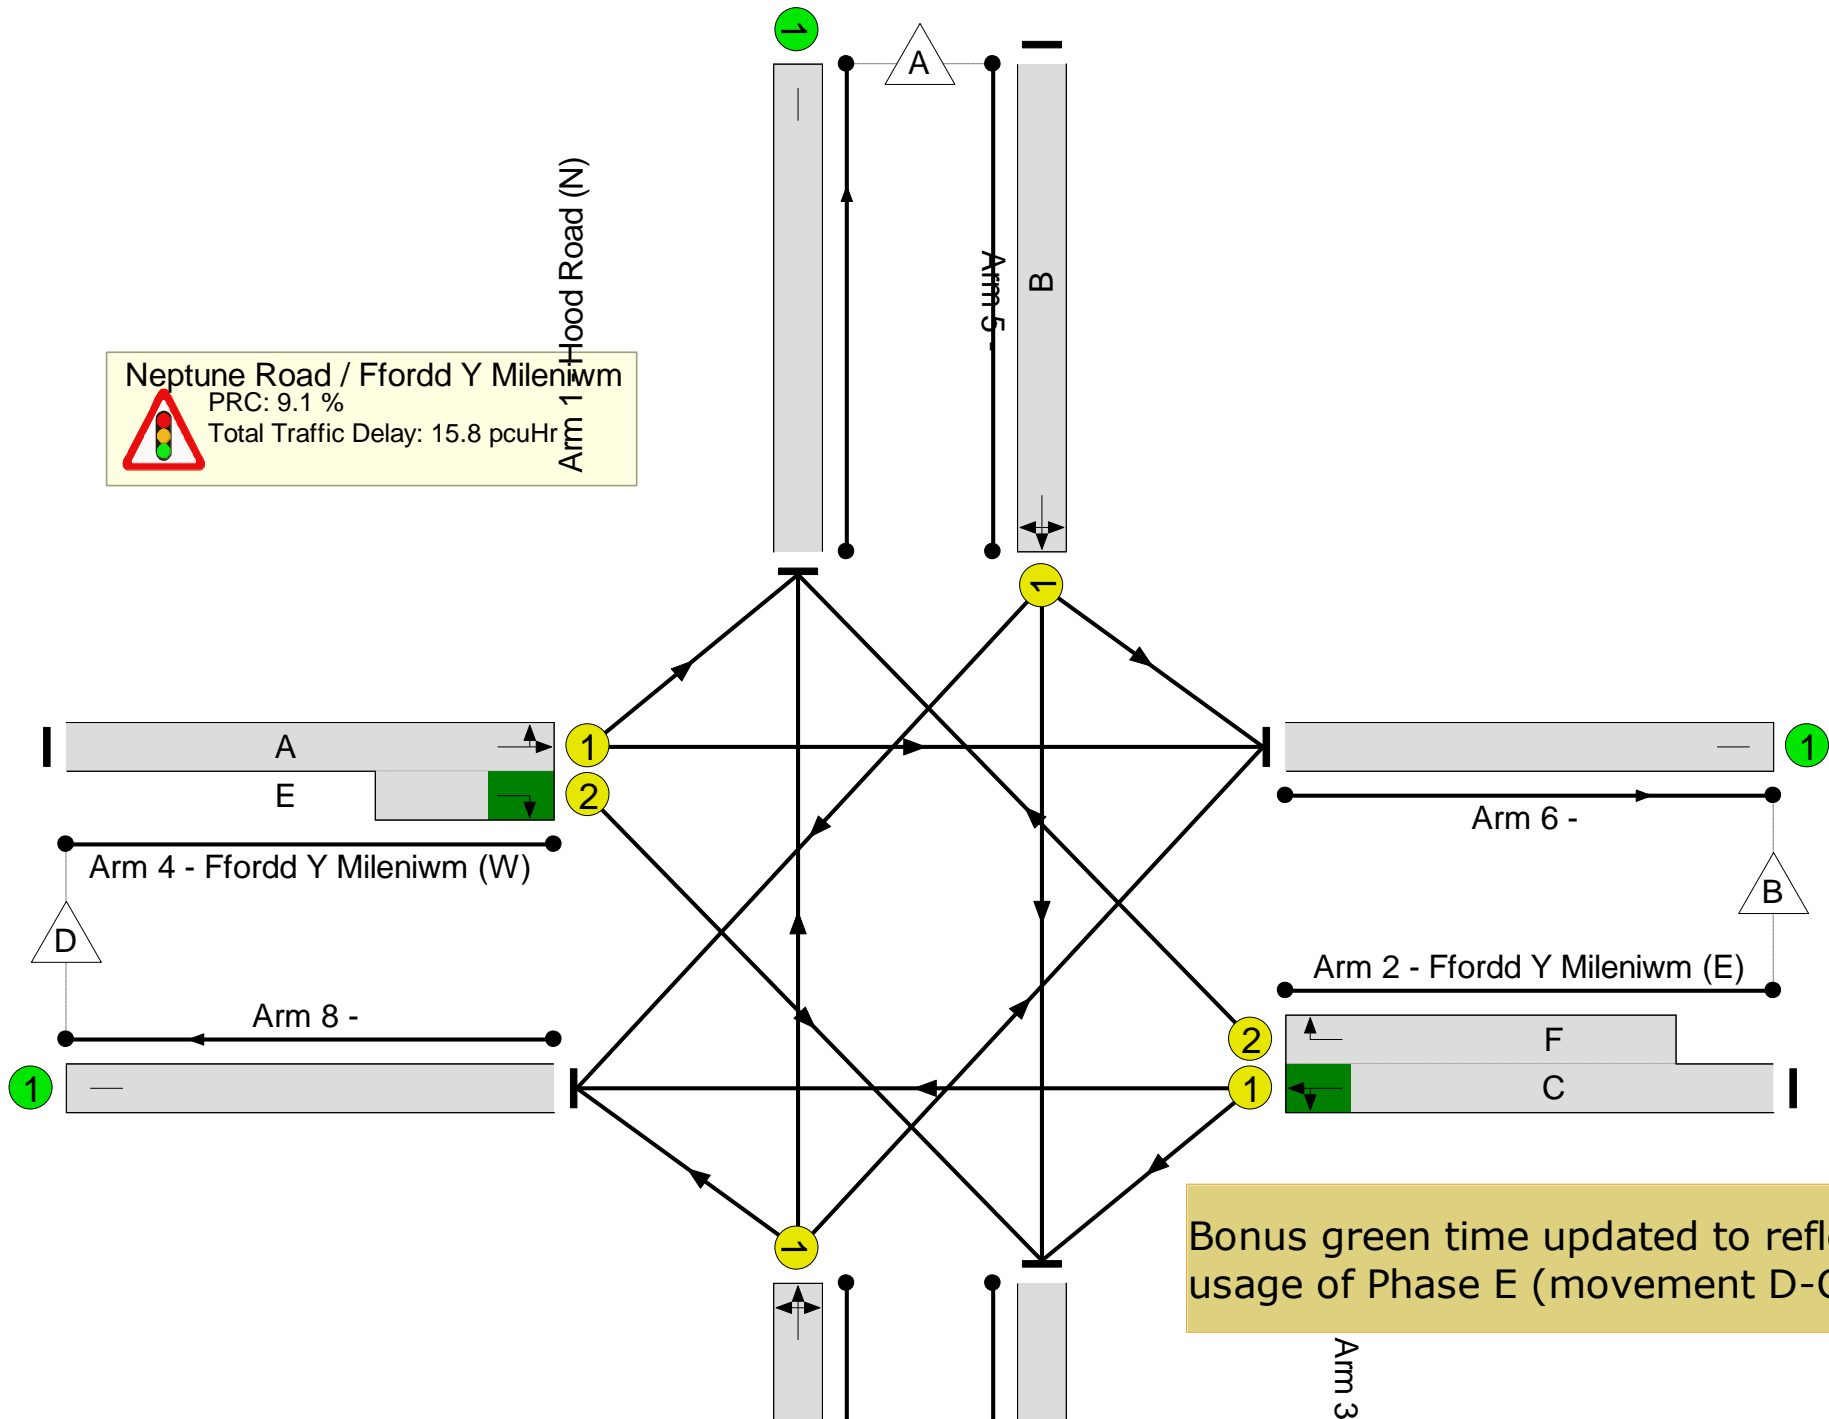 1
A
Arm 1 - Hood Road (N)
Arm 5 -
B
Neptune Road / Ffordd Y Mileniwm
PRC: 9.1 %
Total Traffic Delay: 15.8 pcuHr
1
A
1
1
E
2
Arm 6 -
Arm 4 - Ffordd Y Mileniwm (W)
B
D
Arm 2 - Ffordd Y Mileniwm (E)
Arm 8 -
2
F
1
1
C
1
Bonus green time updated to refl
usage of Phase E (movement D-
Arm 3